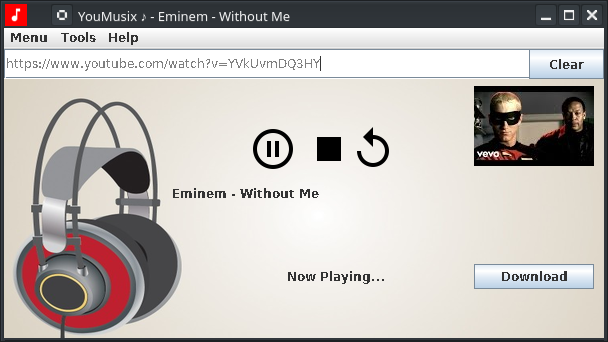 YouMusix ♪ - Eminem - Without Me
Menu Tools Help
https://www.youtube.com/watch?v=YVkUvmDQ3HY
Clear
vevo
Eminem - Without Me
Now Playing...
Download